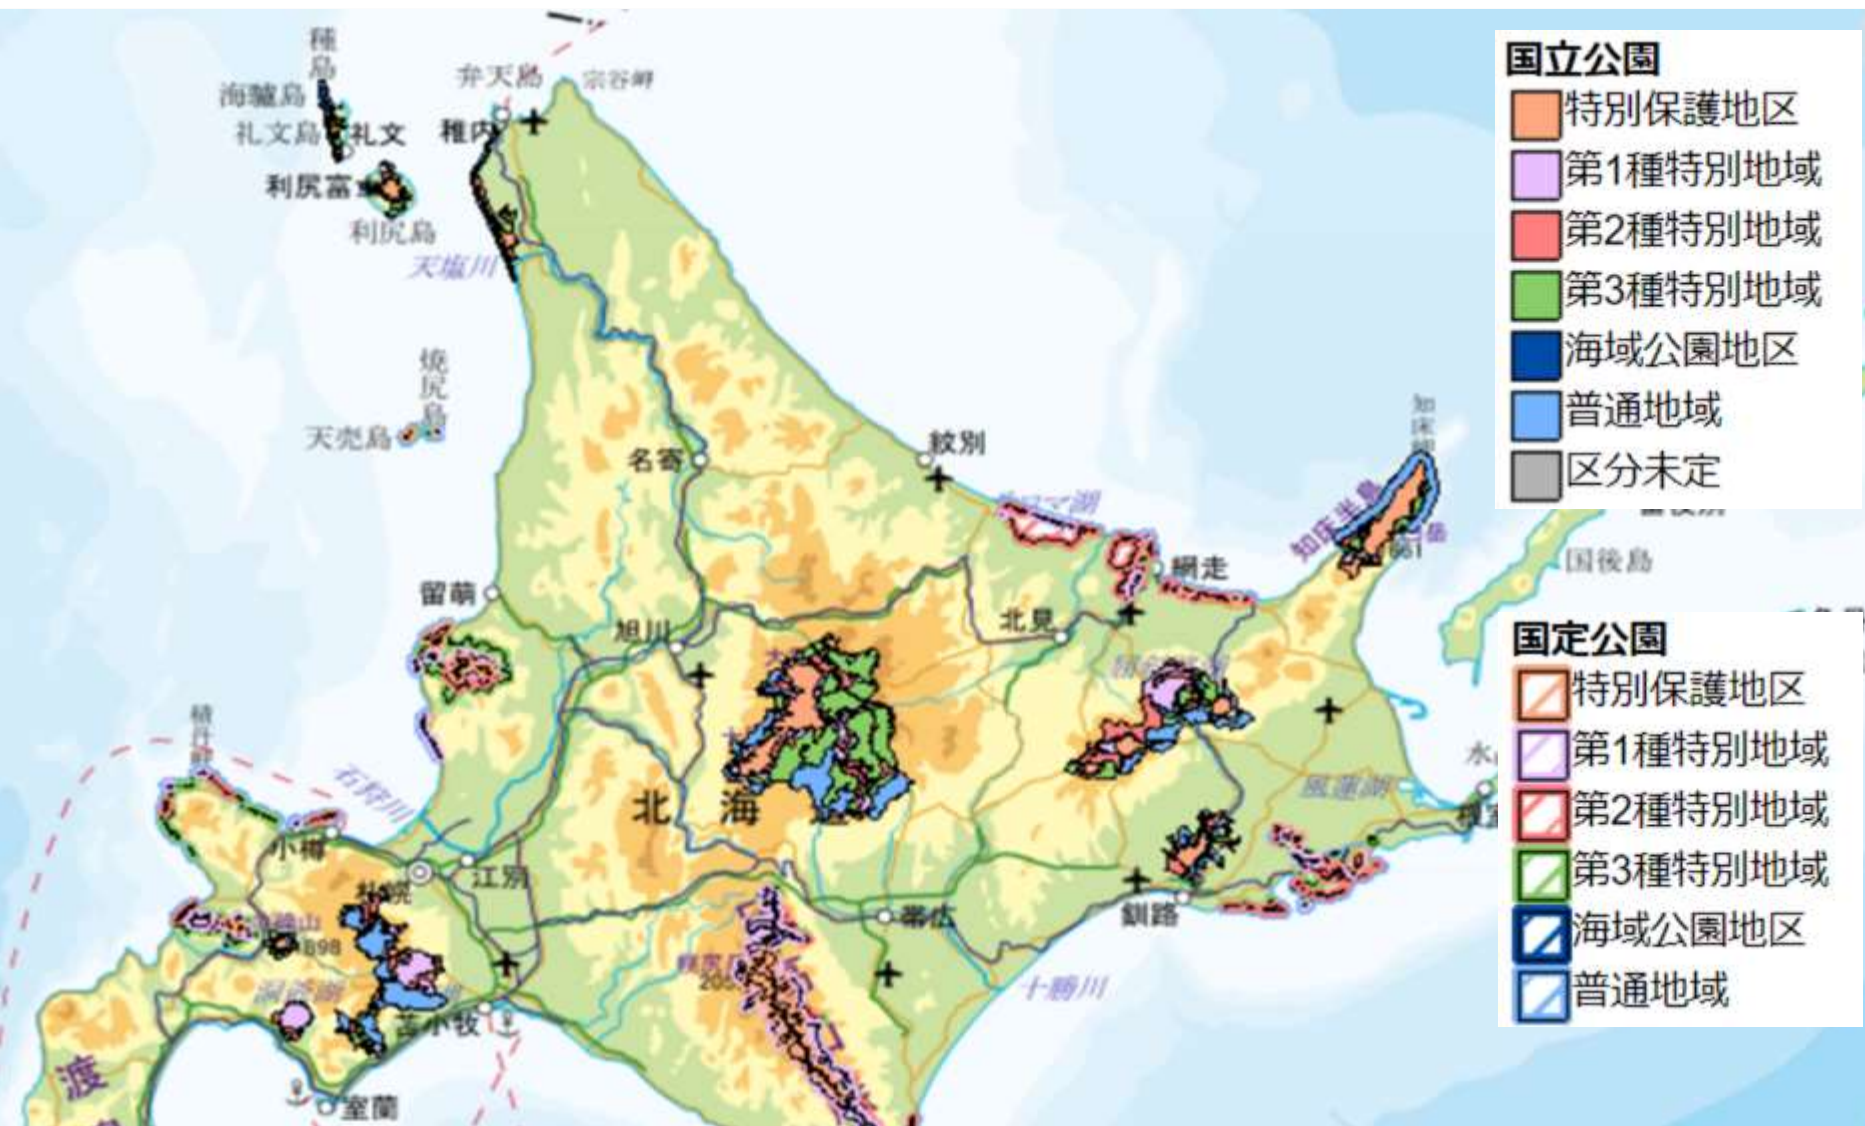 種島
海驢島
礼文島
礼文
利尻富
利尻島
弁天島
宗谷岬
稚内
天塩川
焼尻島
天売島
名寄
紋別
留萌
旭川
北見
網走
知床半島
国後島
積丹岬
石狩川
小樽
札幌
江別
北海
帯広
釧路
風蓮湖
十勝川
苫小牧
室蘭
渡
国立公園
特別保護地区
第1種特別地域
第2種特別地域
第3種特別地域
海域公園地区
普通地域
区分未定
国定公園
特別保護地区
第1種特別地域
第2種特別地域
第3種特別地域
海域公園地区
普通地域